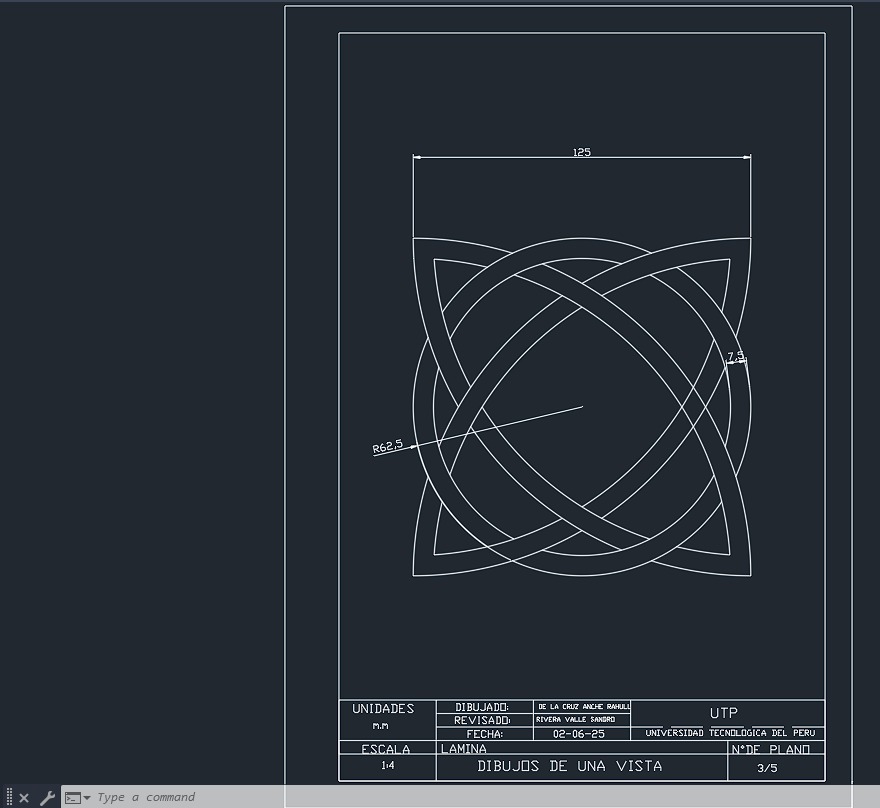 125
7,5
R62,5
UNIDADES
m.m
DIBUJADO:
DE LA CRUZ ANCHE RAHULL
REVISADO:
RIVERA VALLE SANDRO
FECHA:
02-06-25
UTP
UNIVERSIDAD TECNOLOGICA DEL PERU
ESCALA
1:4
LAMINA
DIBUJOS DE UNA VISTA
N°DE PLANO
3/5
Type a command